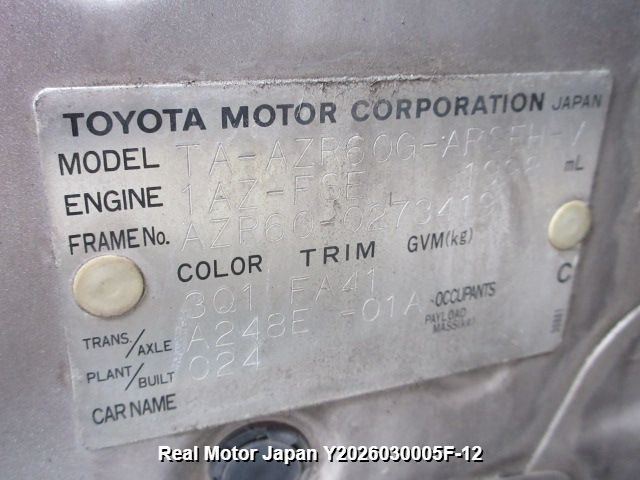 TOYOTA MOTOR CORPORATION JAPAN
MODEL TA-AZR60G-ARSEH-V
ENGINE 1AZ-FSE 1998 mL
FRAME No. AZR60-0273419
COLOR TRIM GVM(kg)
3Q1 FA41 C
TRANS./AXLE A248E -01A OCCUPANTS
PAYLOAD
MASS(kg)
PLANT/BUILT 024
CAR NAME
Real Motor Japan Y2026030005F-12